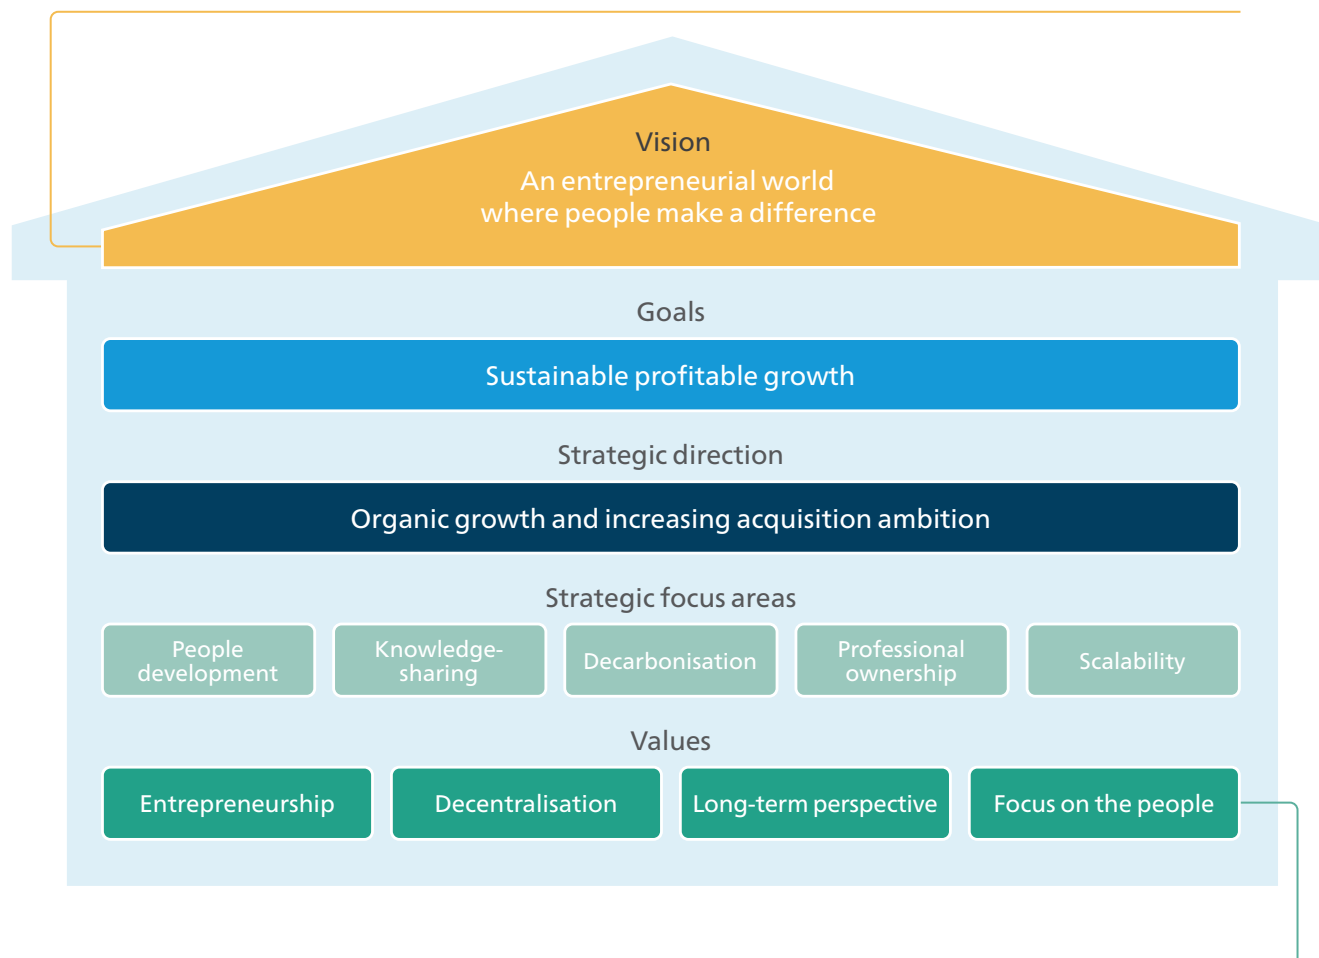 Vision
An entrepreneurial world
where people make a difference
Goals
Sustainable profitable growth
Strategic direction
Organic growth and increasing acquisition ambition
Strategic focus areas
People
development
Knowledge-
sharing
Decarbonisation
Professional
ownership
Scalability
Values
Entrepreneurship
Decentralisation
Long-term perspective
Focus on the people